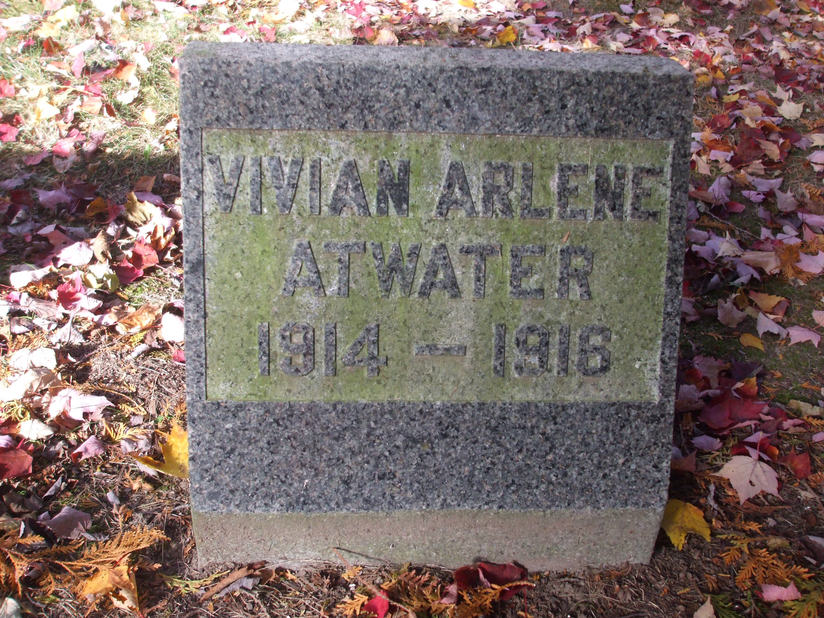 VIVIAN ARLENE
ATWATER
1914 – 1916